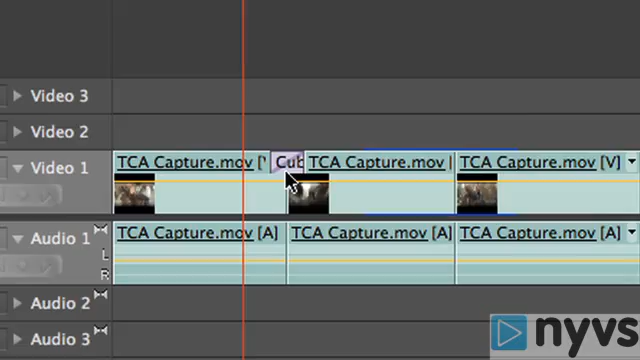 Video 3
Video 2
Video 1
TCA Capture.mov [V
Cub
TCA Capture.mov [
TCA Capture.mov [V]
Audio 1
L
R
TCA Capture.mov [A]
TCA Capture.mov [A]
TCA Capture.mov [A]
Audio 2
Audio 3
nyvs